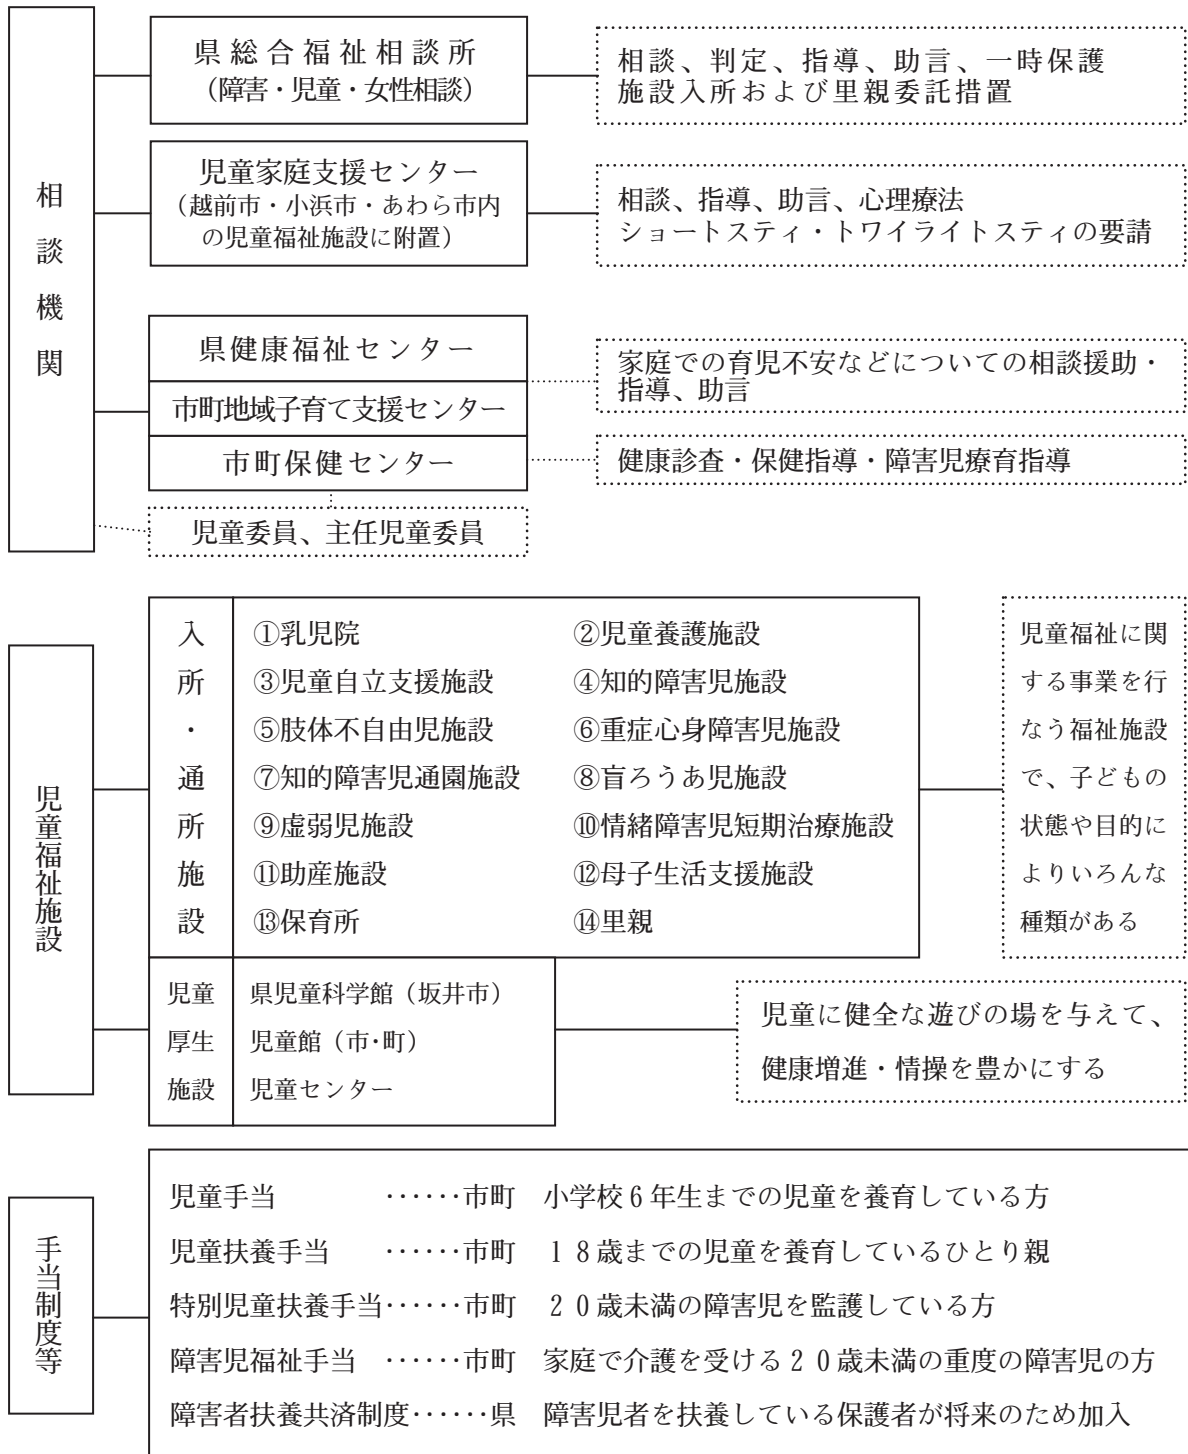 相談機関
県総合福祉相談所
（障害・児童・女性相談）
相談、判定、指導、助言、一時保護
施設入所および里親委託措置
児童家庭支援センター
（越前市・小浜市・あわら市内
の児童福祉施設に附置）
相談、指導、助言、心理療法
ショートスティ・トワイライトスティの要請
県健康福祉センター
家庭での育児不安などについての相談援助・
指導、助言
市町地域子育て支援センター
市町保健センター
健康診査・保健指導・障害児療育指導
児童委員、主任児童委員
児童福祉施設
入所・通所施設
①乳児院 ②児童養護施設
③児童自立支援施設 ④知的障害児施設
⑤肢体不自由児施設 ⑥重症心身障害児施設
⑦知的障害児通園施設 ⑧盲ろうあ児施設
⑨虚弱児施設 ⑩情緒障害児短期治療施設
⑪助産施設 ⑫母子生活支援施設
⑬保育所 ⑭里親
児童福祉に関
する事業を行
なう福祉施設
で、子どもの
状態や目的に
よりいろんな
種類がある
児童
厚生
施設
県児童科学館（坂井市）
児童館（市・町）
児童センター
児童に健全な遊びの場を与えて、
健康増進・情操を豊かにする
手当制度等
児童手当 ……市町 小学校6年生までの児童を養育している方
児童扶養手当 ……市町 18歳までの児童を養育しているひとり親
特別児童扶養手当……市町 20歳未満の障害児を監護している方
障害児福祉手当 ……市町 家庭で介護を受ける20歳未満の重度の障害児の方
障害者扶養共済制度……県 障害児者を扶養している保護者が将来のため加入